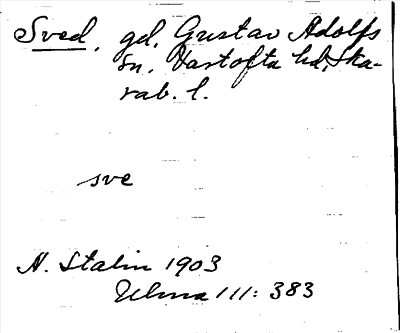 Sved, gd, Gustav Adolfs
sn. Vartofta hd, Ska-
rab. l.
sve
N. Stalin 1903
Ulma 111: 383